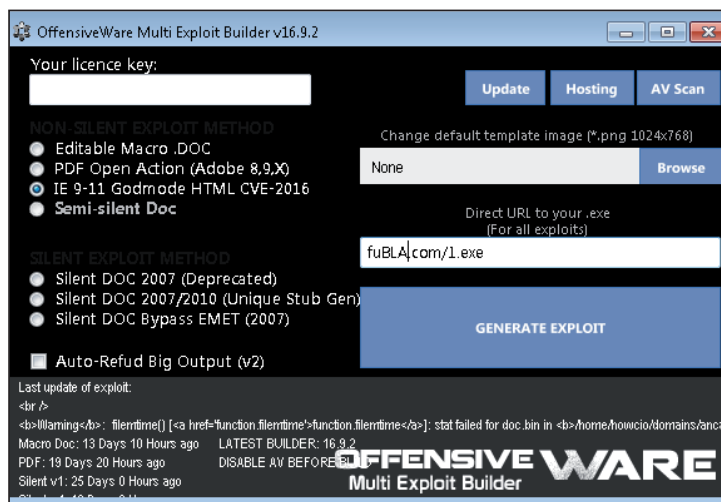 OffensiveWare Multi Exploit Builder v16.9.2
Your licence key:
Update Hosting AV Scan
NON-SILENT EXPLOIT METHOD
Editable Macro .DOC
PDF Open Action (Adobe 8,9,X)
IE 9-11 Godmode HTML CVE-2016
Semi-silent Doc
Change default template image (*.png 1024x768)
None Browse
Direct URL to your .exe
(For all exploits)
fuBLA.com/1.exe
SILENT EXPLOIT METHOD
Silent DOC 2007 (Deprecated)
Silent DOC 2007/2010 (Unique Stub Gen)
Silent DOC Bypass EMET (2007)
GENERATE EXPLOIT
Auto-Refud Big Output (v2)
Last update of exploit:
<br />
<b>Warning</b>: filemtime() [<a href='function.filemtime'>function.filemtime</a>]: stat failed for doc.bin in <b>/home/howcio/domains/anca
Macro Doc: 13 Days 10 Hours ago LATEST BUILDER: 16.9.2
PDF: 19 Days 20 Hours ago DISABLE AV BEFORE
Silent v1: 25 Days 0 Hours ago
OFFENSIVE WARE
Multi Exploit Builder